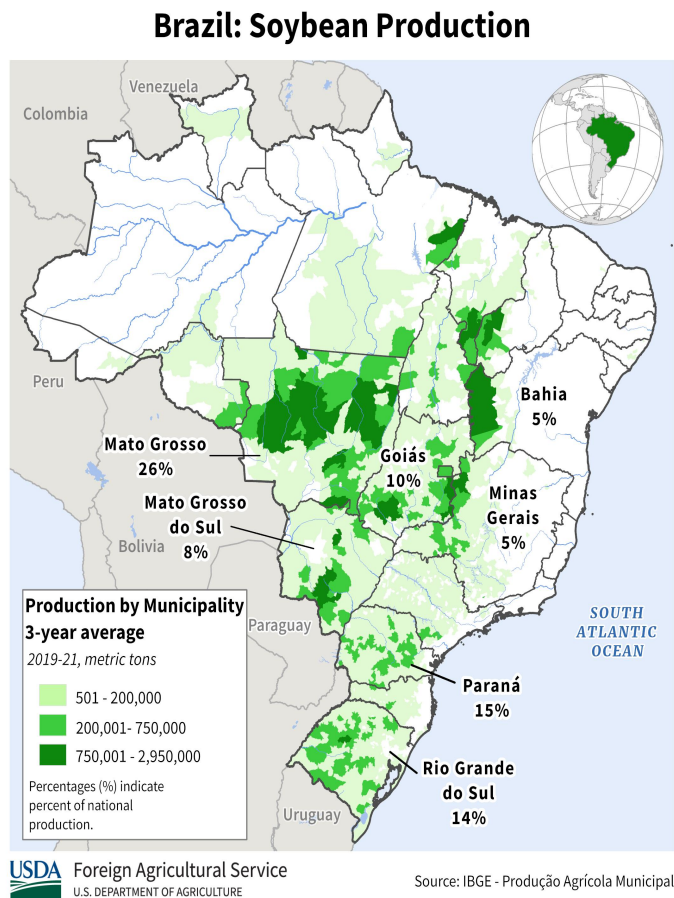 Brazil: Soybean Production
Venezuela
Colombia
Peru
Bahia
5%
Mato Grosso
26%
Goiás
10%
Minas
Gerais
5%
Mato Grosso
do Sul
8%
Bolivia
Production by Municipality
3-year average
2019-21, metric tons
501 - 200,000
200,001- 750,000
750,001 - 2,950,000
Percentages (%) indicate
percent of national
production.
Paraguay
SOUTH
ATLANTIC
OCEAN
Paraná
15%
Rio Grande
do Sul
14%
Uruguay
USDA
Foreign Agricultural Service
U.S. DEPARTMENT OF AGRICULTURE
Source: IBGE - Produção Agrícola Municipal